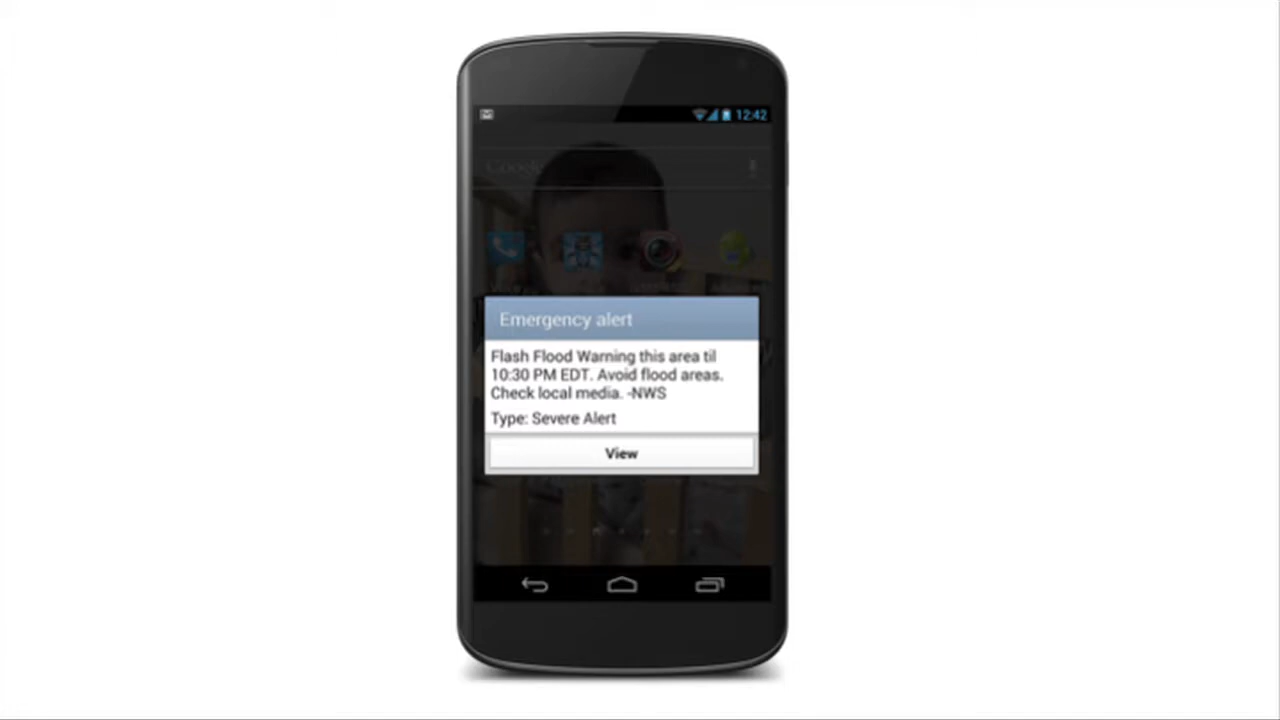 12:42
Google
Emergency alert
Flash Flood Warning this area til
10:30 PM EDT. Avoid flood areas.
Check local media. -NWS
Type: Severe Alert
View